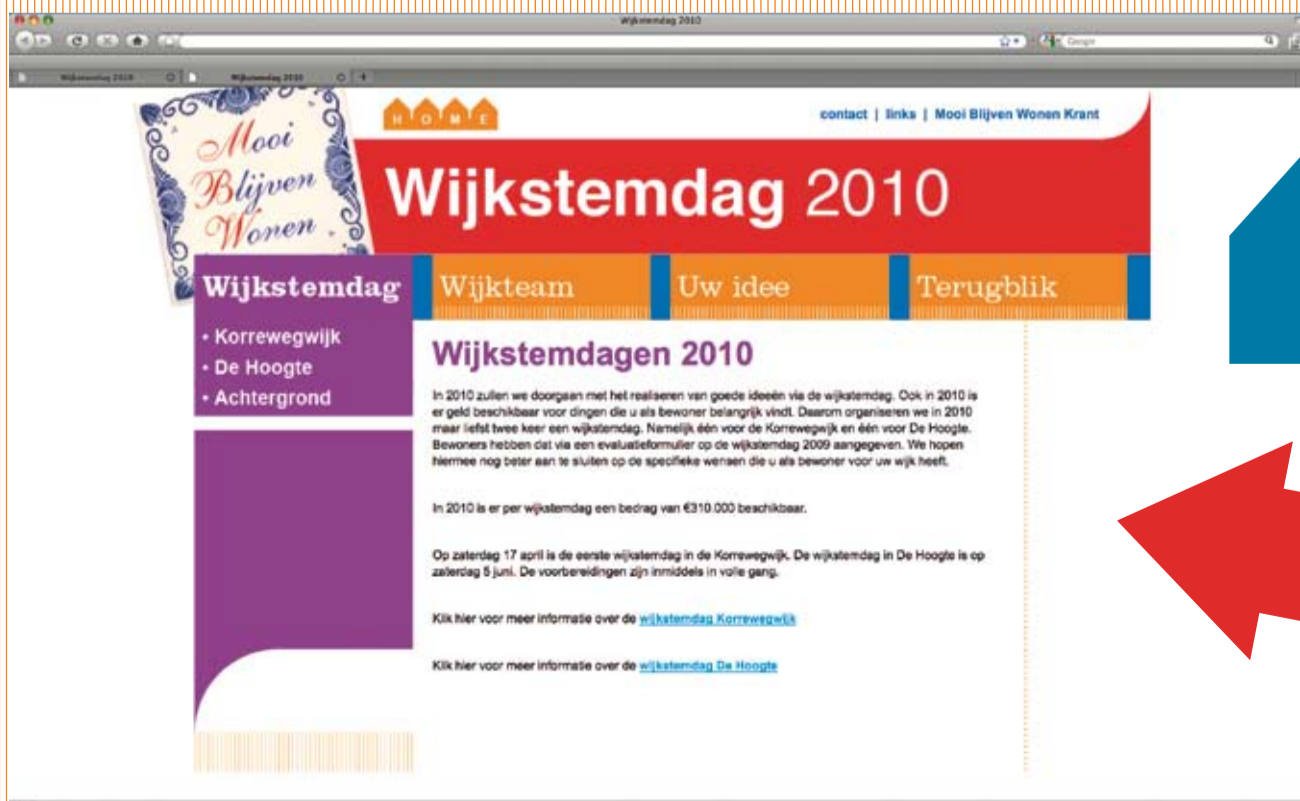 Wijkstemdag 2010
Google
Wijkstemdag 2010
Wijkstemdag 2010
Mooi
Blijven
Wonen
HOME
contact | links | Mooi Blijven Wonen Krant
Wijkstemdag 2010
Wijkstemdag
Wijkteam
Uw idee
Terugblik
• Korrewegwijk
• De Hoogte
• Achtergrond
Wijkstemdagen 2010
In 2010 zullen we doorgaan met het realiseren van goede ideeën via de wijkstemdag. Ook in 2010 is
er geld beschikbaar voor dingen die u als bewoner belangrijk vindt. Daarom organiseren we in 2010
maar liefst twee keer een wijkstemdag. Namelijk één voor de Korrewegwijk en één voor De Hoogte.
Bewoners hebben dat via een evaluatieformulier op de wijkstemdag 2009 aangegeven. We hopen
hiermee nog beter aan te sluiten op de specifieke wensen die u als bewoner voor uw wijk heeft.
In 2010 is er per wijkstemdag een bedrag van €310.000 beschikbaar.
Op zaterdag 17 april is de eerste wijkstemdag in de Korrewegwijk. De wijkstemdag in De Hoogte is op
zaterdag 5 juni. De voorbereidingen zijn inmiddels in volle gang.
Klik hier voor meer informatie over de wijkstemdag Korrewegwijk
Klik hier voor meer informatie over de wijkstemdag De Hoogte